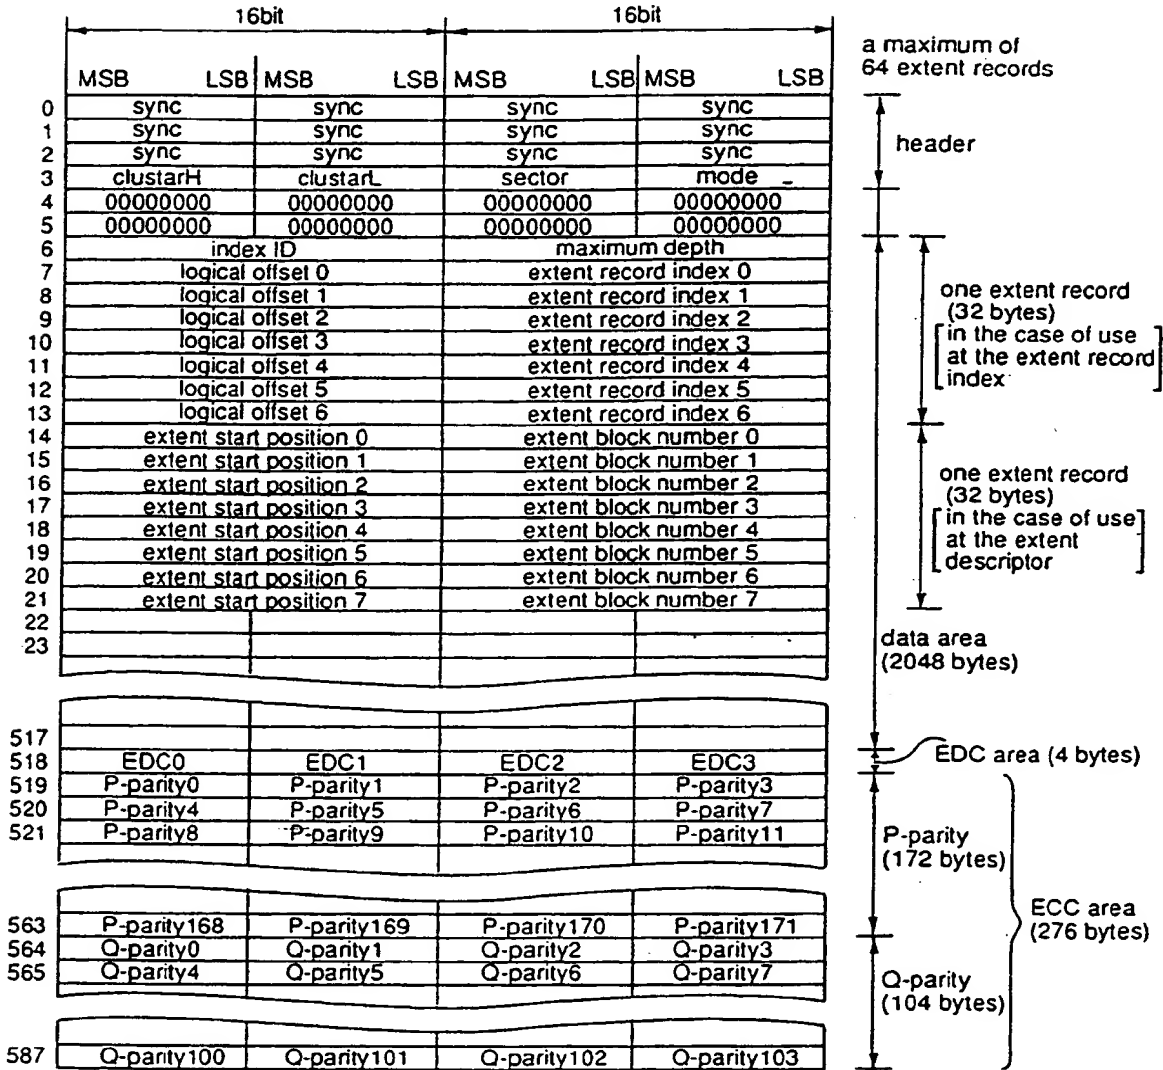 16bit 16bit
a maximum of
64 extent records
MSB LSB MSB LSB MSB LSB MSB LSB
0 sync sync sync sync
1 sync sync sync sync
2 sync sync sync sync
header
3 clustarH clustarL sector mode
4 00000000 00000000 00000000 00000000
5 00000000 00000000 00000000 00000000
6 index ID maximum depth
7 logical offset 0 extent record index 0
8 logical offset 1 extent record index 1
9 logical offset 2 extent record index 2
10 logical offset 3 extent record index 3
11 logical offset 4 extent record index 4
12 logical offset 5 extent record index 5
13 logical offset 6 extent record index 6
one extent record
(32 bytes)
[in the case of use
at the extent record
index]
14 extent start position 0 extent block number 0
15 extent start position 1 extent block number 1
16 extent start position 2 extent block number 2
17 extent start position 3 extent block number 3
18 extent start position 4 extent block number 4
19 extent start position 5 extent block number 5
20 extent start position 6 extent block number 6
21 extent start position 7 extent block number 7
one extent record
(32 bytes)
[in the case of use
at the extent
descriptor]
22
23
data area
(2048 bytes)
517
518 EDC0 EDC1 EDC2 EDC3
EDC area (4 bytes)
519 P-parity0 P-parity1 P-parity2 P-parity3
520 P-parity4 P-parity5 P-parity6 P-parity7
521 P-parity8 P-parity9 P-parity10 P-parity11
P-parity
(172 bytes)
563 P-parity168 P-parity169 P-parity170 P-parity171
564 Q-parity0 Q-parity1 Q-parity2 Q-parity3
565 Q-parity4 Q-parity5 Q-parity6 Q-parity7
ECC area
(276 bytes)
Q-parity
(104 bytes)
587 Q-parity100 Q-parity101 Q-parity102 Q-parity103